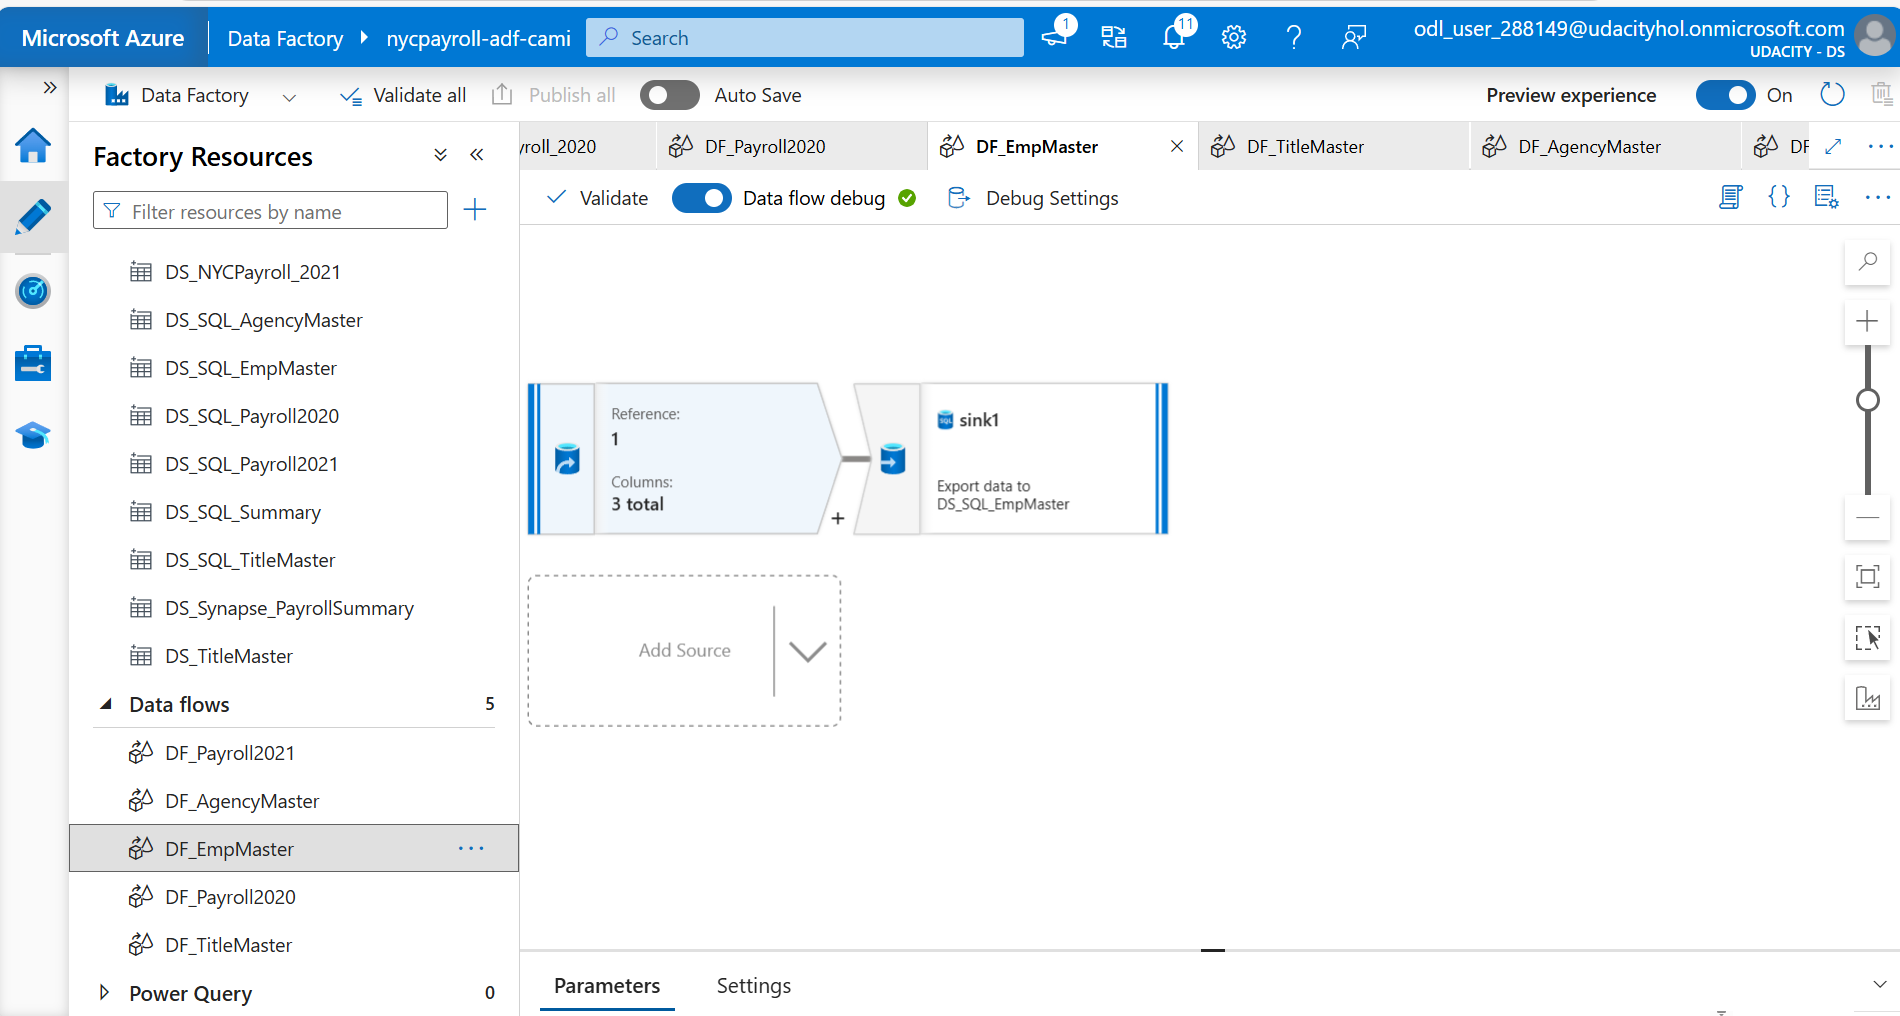 Microsoft Azure
Data Factory
nycpayroll-adf-cami
Search
1
11
odl_user_288149@udacityhol.onmicrosoft.com
UDACITY - DS
Data Factory
Validate all
Publish all
Auto Save
Preview experience
On
Factory Resources
Filter resources by name
DS_NYCPayroll_2021
DS_SQL_AgencyMaster
DS_SQL_EmpMaster
DS_SQL_Payroll2020
DS_SQL_Payroll2021
DS_SQL_Summary
DS_SQL_TitleMaster
DS_Synapse_PayrollSummary
DS_TitleMaster
Data flows 5
DF_Payroll2021
DF_AgencyMaster
DF_EmpMaster
DF_Payroll2020
DF_TitleMaster
Power Query 0
yroll_2020
DF_Payroll2020
DF_EmpMaster
DF_TitleMaster
DF_AgencyMaster
DF
Validate
Data flow debug
Debug Settings
Reference:
1
Columns:
3 total
SQL
sink1
Export data to
DS_SQL_EmpMaster
Add Source
Parameters
Settings